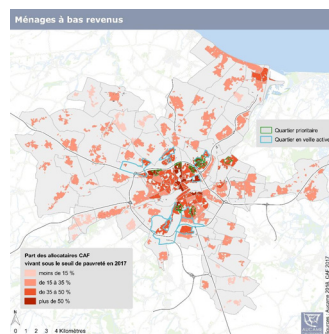 Ménages à bas revenus
Quartier prioritaire
Quartier en veille active
Part des allocataires CAF
vivant sous le seuil de pauvreté en 2017
moins de 15 %
de 15 à 35 %
de 35 à 50 %
plus de 50 %
0 1 2 3 4 Kilomètres
AUCAME